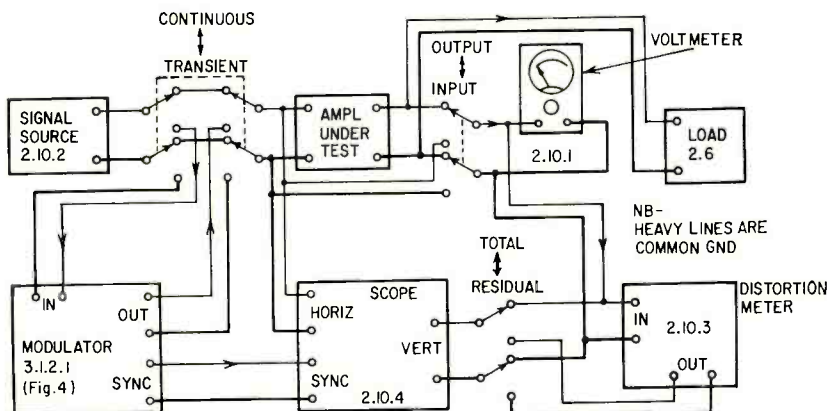 CONTINUOUS
TRANSIENT
SIGNAL
SOURCE
2.10.2
AMPL
UNDER
TEST
OUTPUT
INPUT
VOLTMETER
2.10.1
LOAD
2.6
NB-
HEAVY LINES ARE
COMMON GND
IN
OUT
MODULATOR
3.1.2.1
(Fig.4)
SYNC
SCOPE
HORIZ
VERT
SYNC
2.10.4
TOTAL
RESIDUAL
DISTORTION
METER
IN
2.10.3
OUT